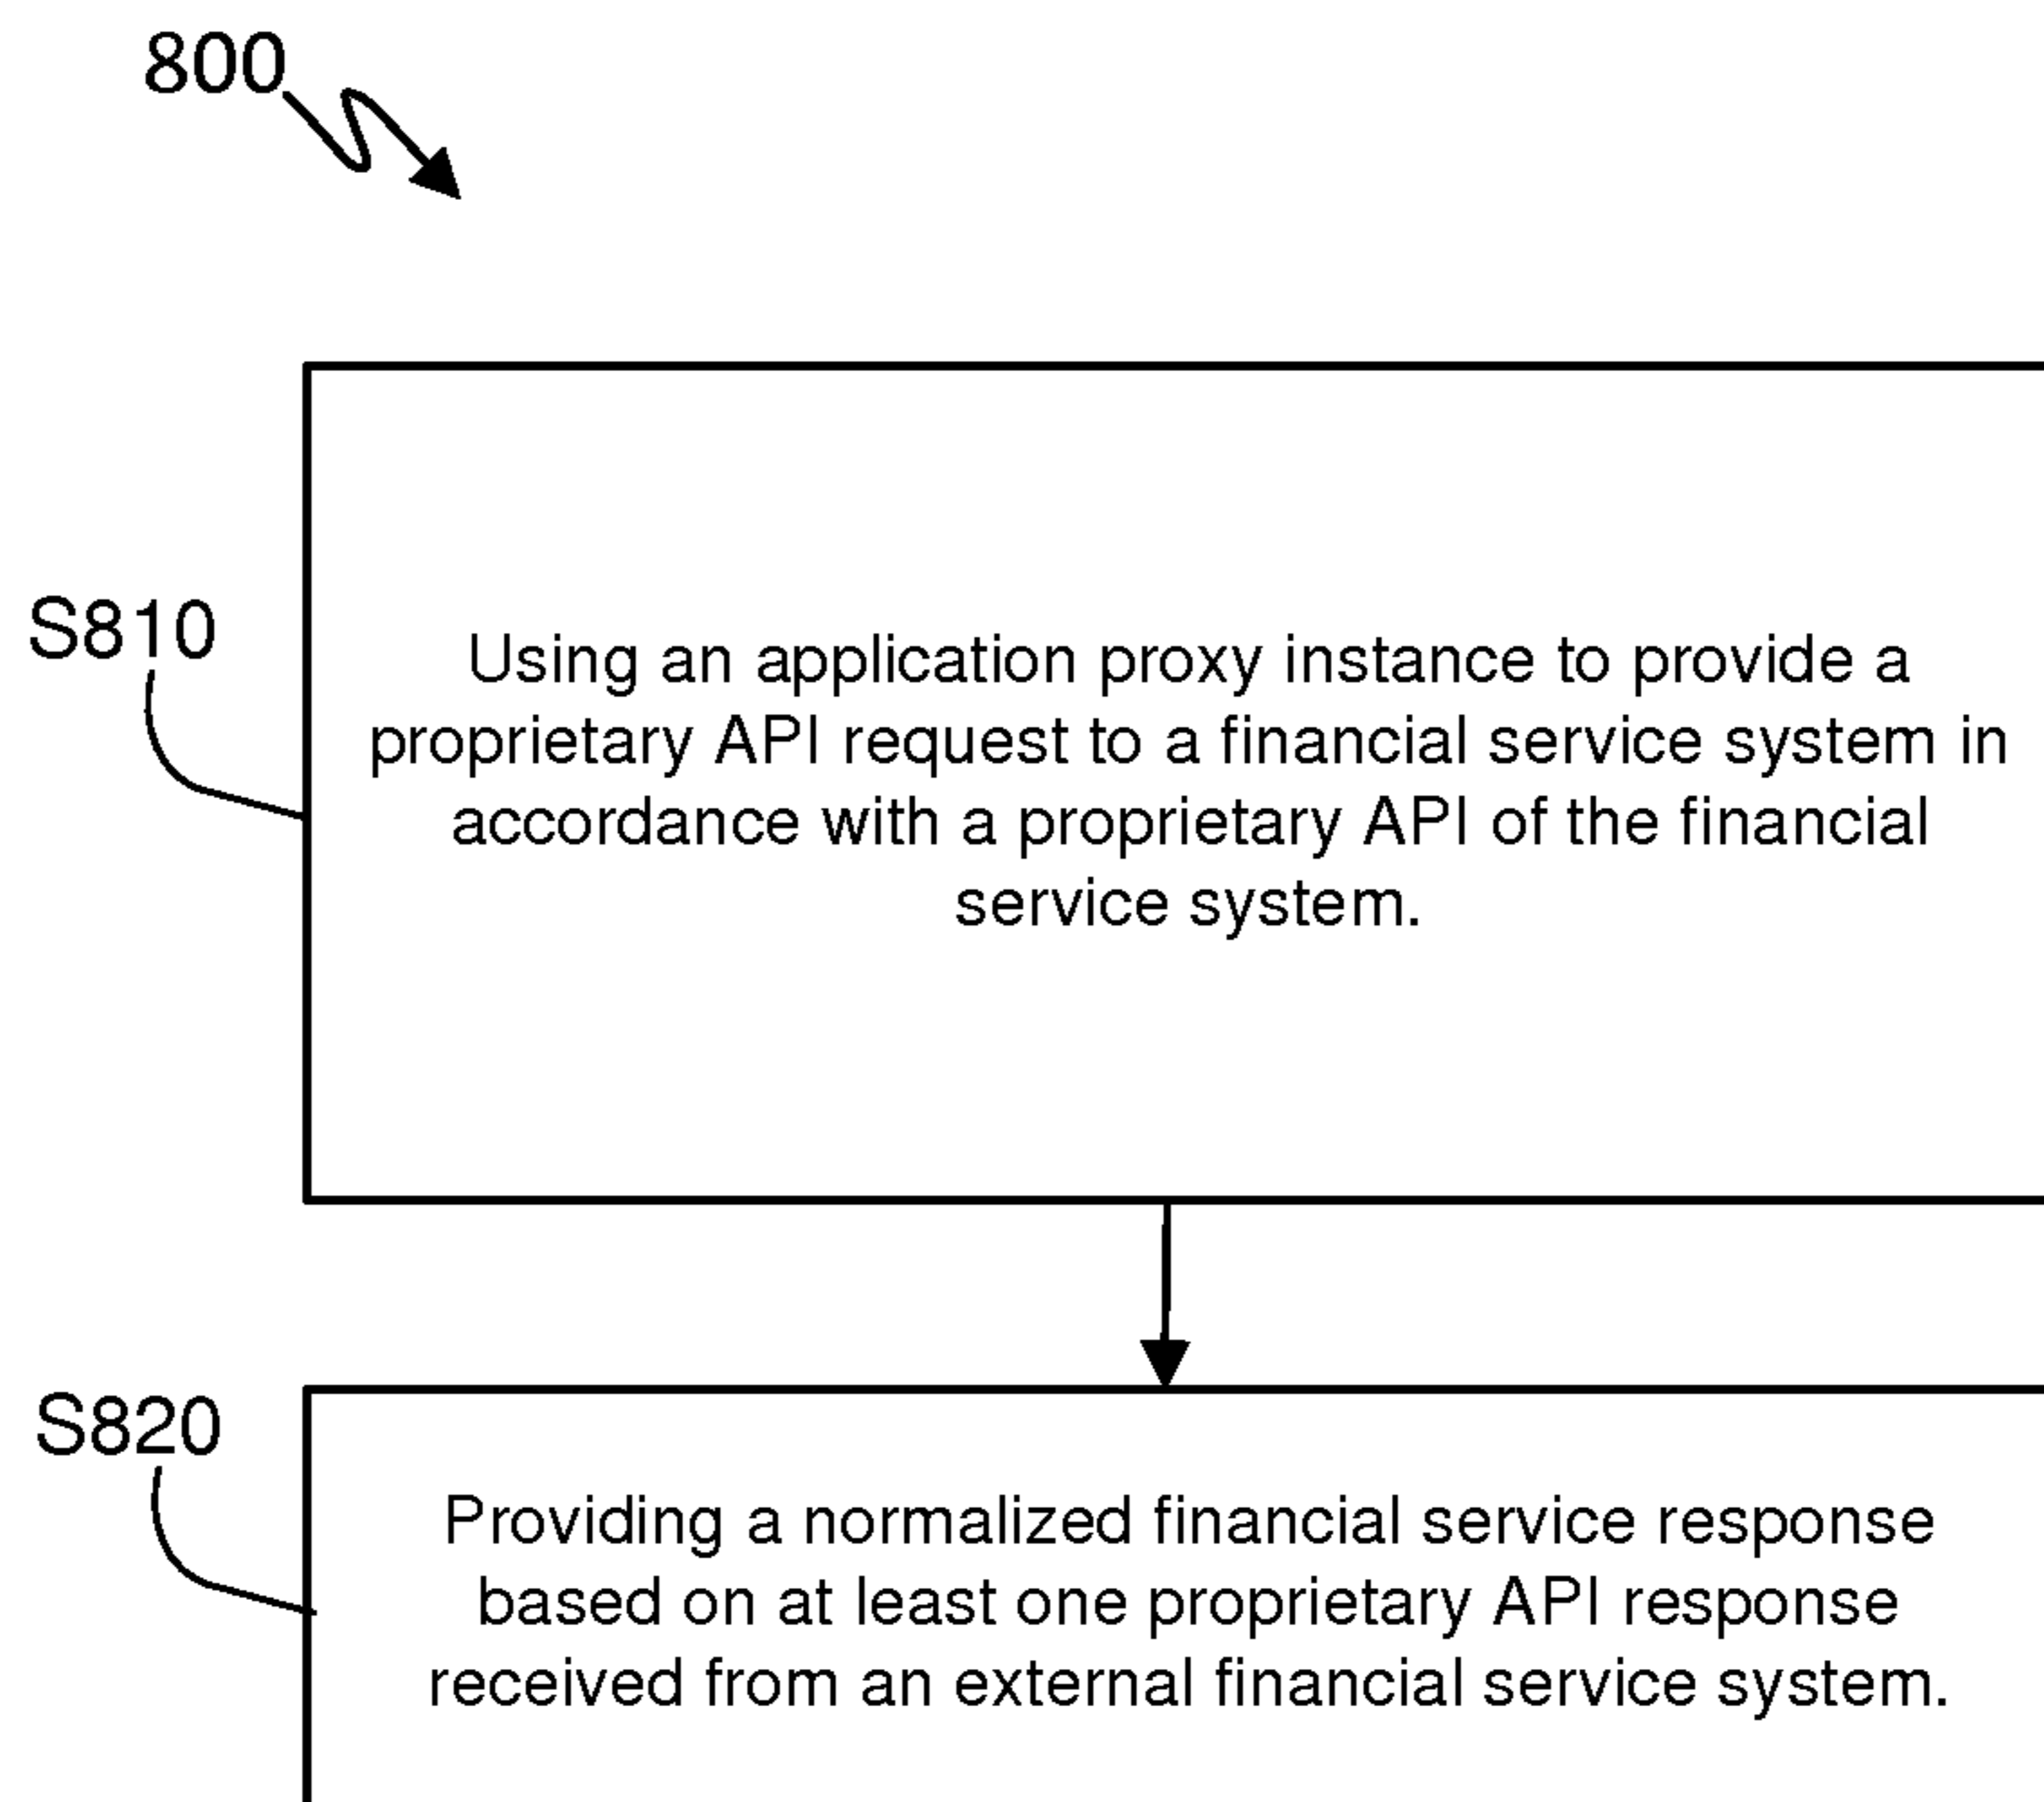 800
S810
Using an application proxy instance to provide a
proprietary API request to a financial service system in
accordance with a proprietary API of the financial
service system.
S820
Providing a normalized financial service response
based on at least one proprietary API response
received from an external financial service system.